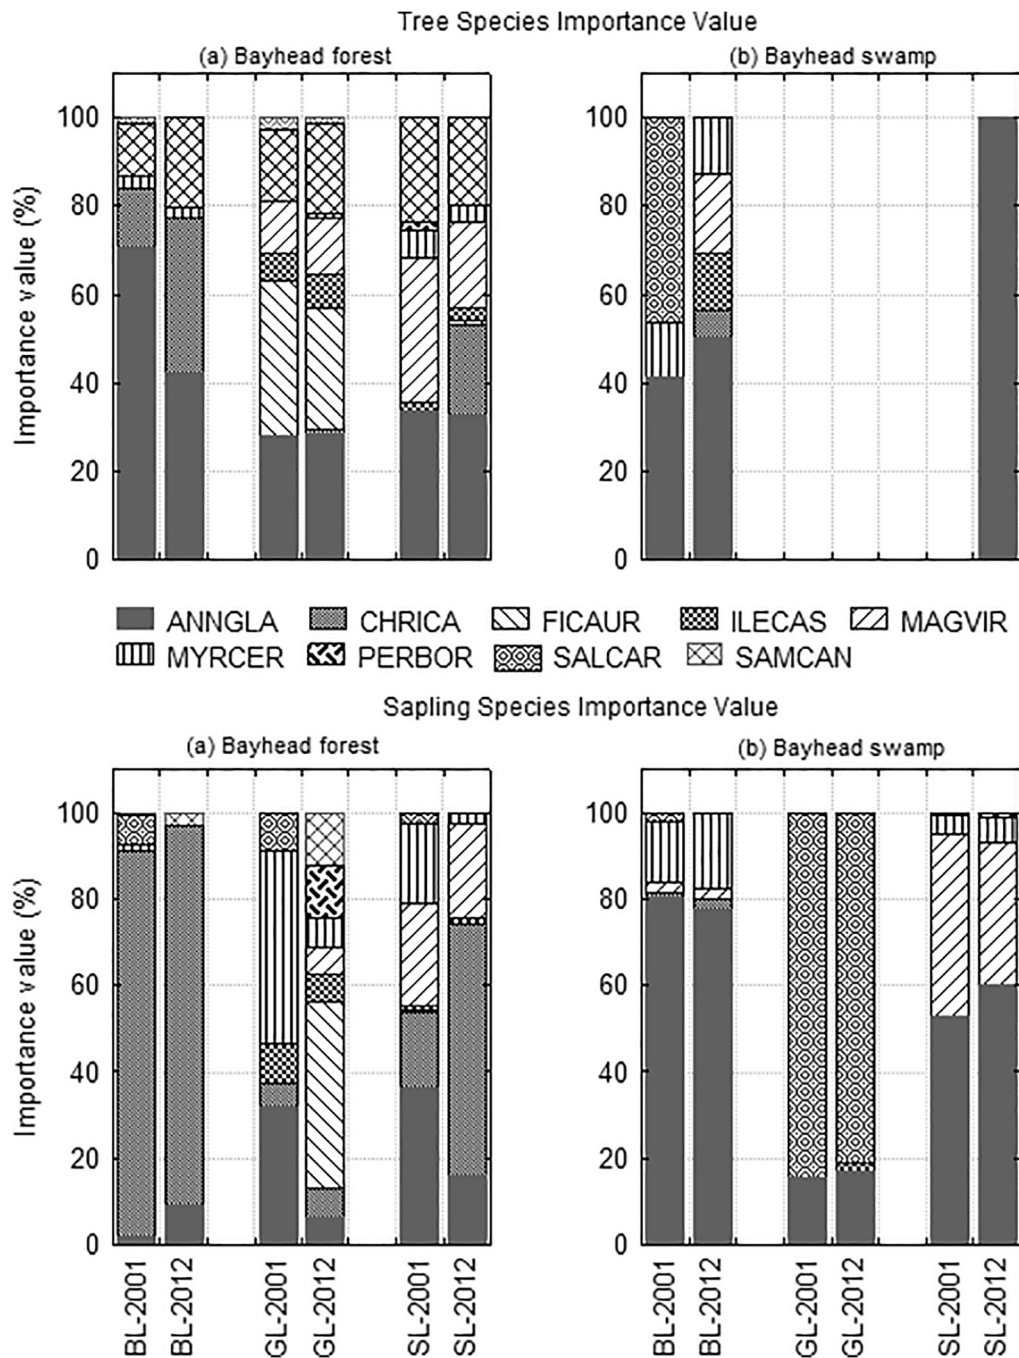 Tree Species Importance Value
(a) Bayhead forest
(b) Bayhead swamp
Importance value (%)
100
80
60
40
20
0
100
80
60
40
20
0
ANNGLA CHRICA FICAUR ILECAS MAGVIR
MYRCER PERBOR SALCAR SAMCAN
Sapling Species Importance Value
(a) Bayhead forest
(b) Bayhead swamp
Importance value (%)
100
80
60
40
20
0
100
80
60
40
20
0
BL-2001
BL-2012
GL-2001
GL-2012
SL-2001
SL-2012
BL-2001
BL-2012
GL-2001
GL-2012
SL-2001
SL-2012